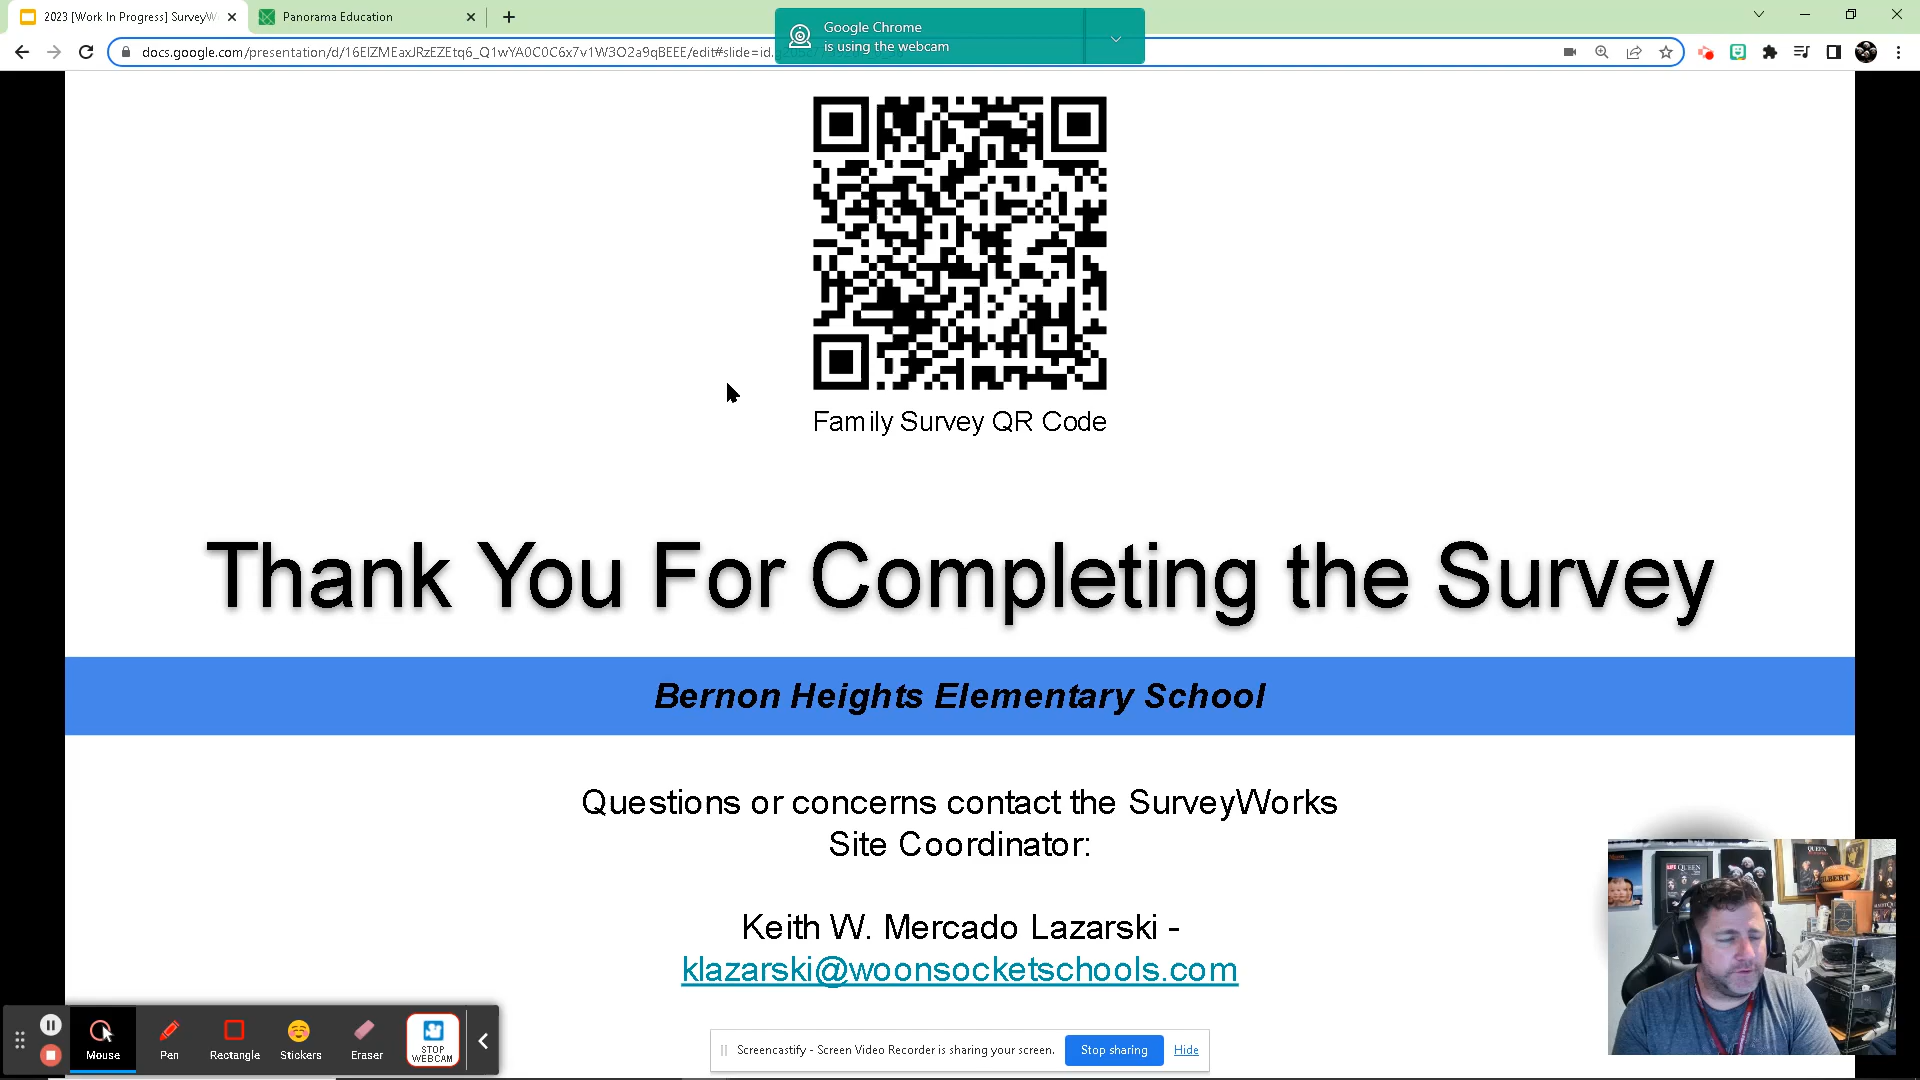 2023 [Work In Progress] SurveyW
Panorama Education
Google Chrome
is using the webcam
docs.google.com/presentation/d/16ElZMEaxJRzEZEtq6_Q1wYA0C0C6x7v1W3O2a9qBEEE/edit#slide=id.
Family Survey QR Code
Thank You For Completing the Survey
Bernon Heights Elementary School
Questions or concerns contact the SurveyWorks
Site Coordinator:
Keith W. Mercado Lazarski -
klazarski@woonsocketschools.com
LIFE QUEEN
QUEEN
Mouse
Pen
Rectangle
Stickers
Eraser
STOP
WEBCAM
Screencastify - Screen Video Recorder is sharing your screen.
Stop sharing
Hide